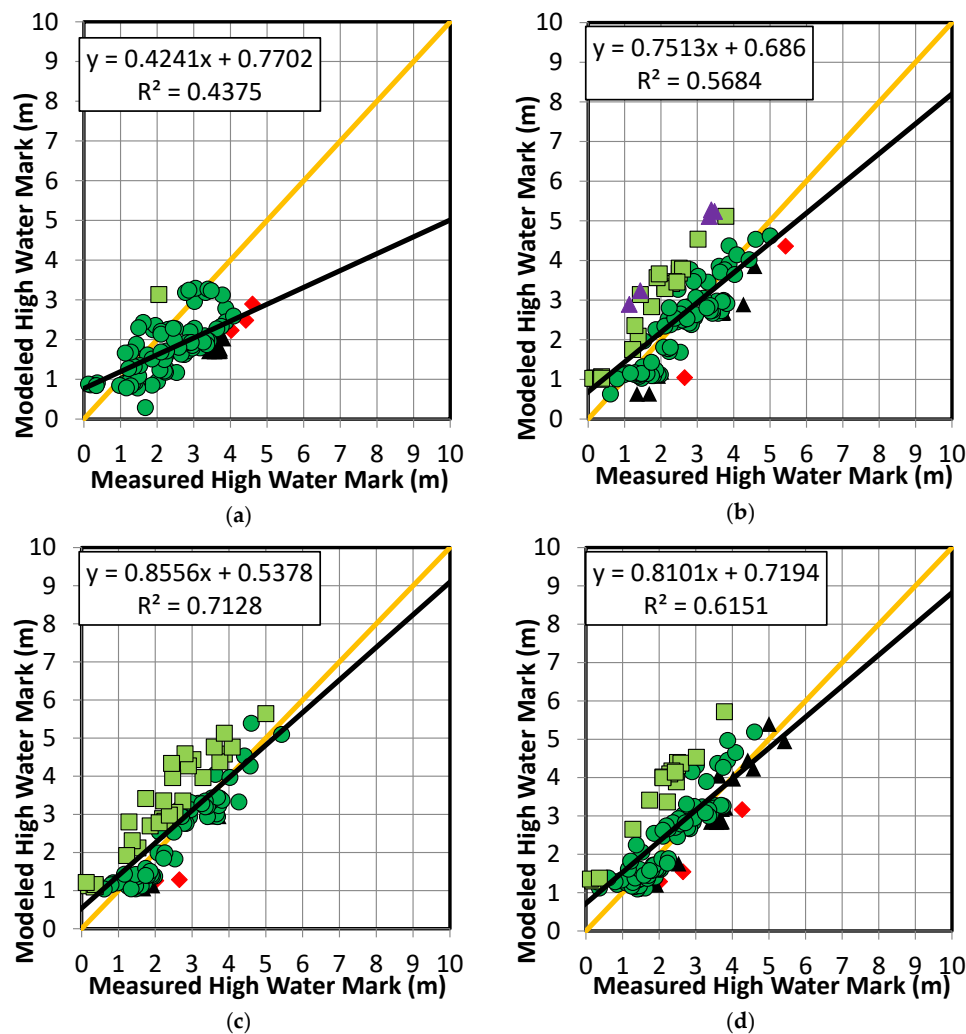 y = 0.4241x + 0.7702
R² = 0.4375
Modeled High Water Mark (m)
10
9
8
7
6
5
4
3
2
1
0
0 1 2 3 4 5 6 7 8 9 10
Measured High Water Mark (m)
(a)
y = 0.7513x + 0.686
R² = 0.5684
Modeled High Water Mark (m)
10
9
8
7
6
5
4
3
2
1
0
0 1 2 3 4 5 6 7 8 9 10
Measured High Water Mark (m)
(b)
y = 0.8556x + 0.5378
R² = 0.7128
Modeled High Water Mark (m)
10
9
8
7
6
5
4
3
2
1
0
0 1 2 3 4 5 6 7 8 9 10
Measured High Water Mark (m)
(c)
y = 0.8101x + 0.7194
R² = 0.6151
Modeled High Water Mark (m)
10
9
8
7
6
5
4
3
2
1
0
0 1 2 3 4 5 6 7 8 9 10
Measured High Water Mark (m)
(d)